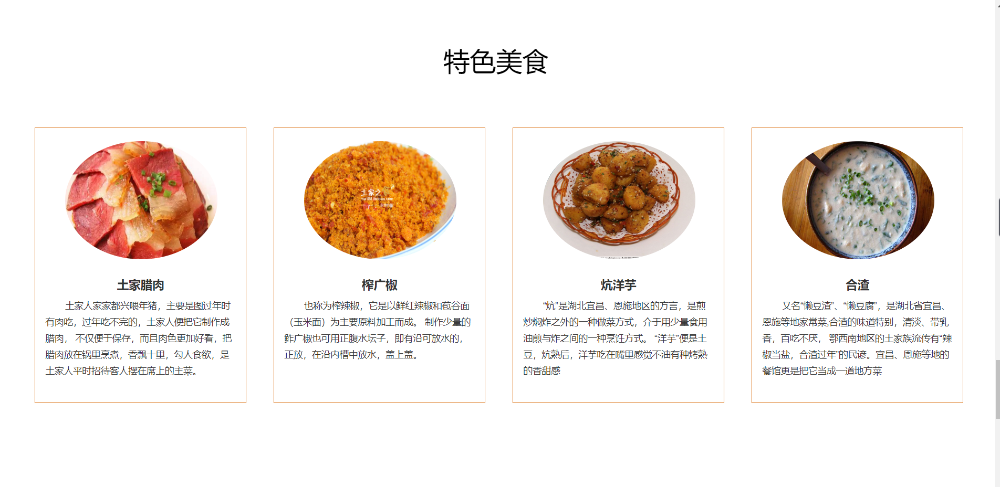 特色美食
土家腊肉
土家人家家都兴喂年猪，主要是图过年时
有肉吃，过年吃不完的，土家人便把它制作成
腊肉， 不仅便于保存，而且肉色更加好看，把
腊肉放在锅里烹煮，香飘十里，勾人食欲，是
土家人平时招待客人摆在席上的主菜。
土家之
ma188.taobao.com
榨广椒
也称为榨辣椒，它是以鲜红辣椒和苞谷面
（玉米面）为主要原料加工而成。 制作少量的
鲊广椒也可用正腹水坛子，即有沿可放水的，
正放，在沿内槽中放水，盖上盖。
炕洋芋
“炕”是湖北宜昌、恩施地区的方言，是煎
炒焖炸之外的一种做菜方式，介于用少量食用
油煎与炸之间的一种烹饪方式。 “洋芋”便是土
豆，炕熟后，洋芋吃在嘴里感觉不油有种烤熟
的香甜感
合渣
又名“懒豆渣”、“懒豆腐”，是湖北省宜昌、
恩施等地家常菜,合渣的味道特别，清淡、带乳
香，百吃不厌， 鄂西南地区的土家族流传有“辣
椒当盐，合渣过年”的民谚。宜昌、恩施等地的
餐馆更是把它当成一道地方菜